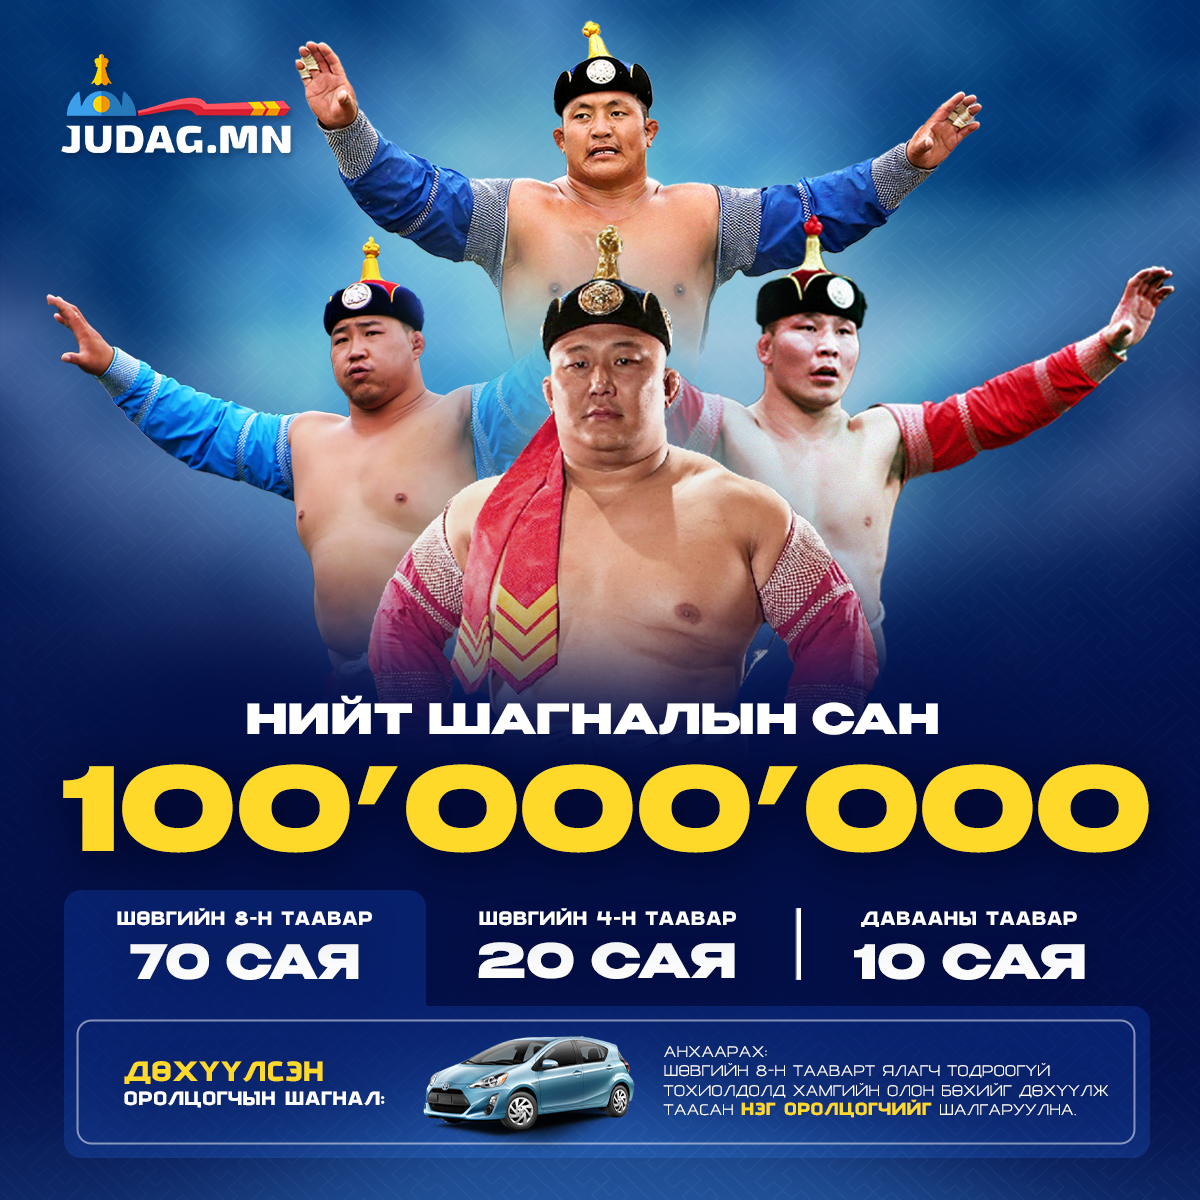 JUDAG.MN
НИЙТ ШАГНАЛЫН САН
100’000’000
ШӨВГИЙН 8-Н ТААВАР
70 САЯ
ШӨВГИЙН 4-Н ТААВАР
20 САЯ
ДАВААНЫ ТААВАР
10 САЯ
ДӨХҮҮЛСЭН
ОРОЛЦОГЧЫН ШАГНАЛ:
АНХААРАХ:
ШӨВГИЙН 8-Н ТААВАРТ ЯЛАГЧ ТОДРООГҮЙ
ТОХИОЛДОЛД ХАМГИЙН ОЛОН БӨХИЙГ ДӨХҮҮЛЖ
ТААСАН НЭГ ОРОЛЦОГЧИЙГ ШАЛГАРУУЛНА.